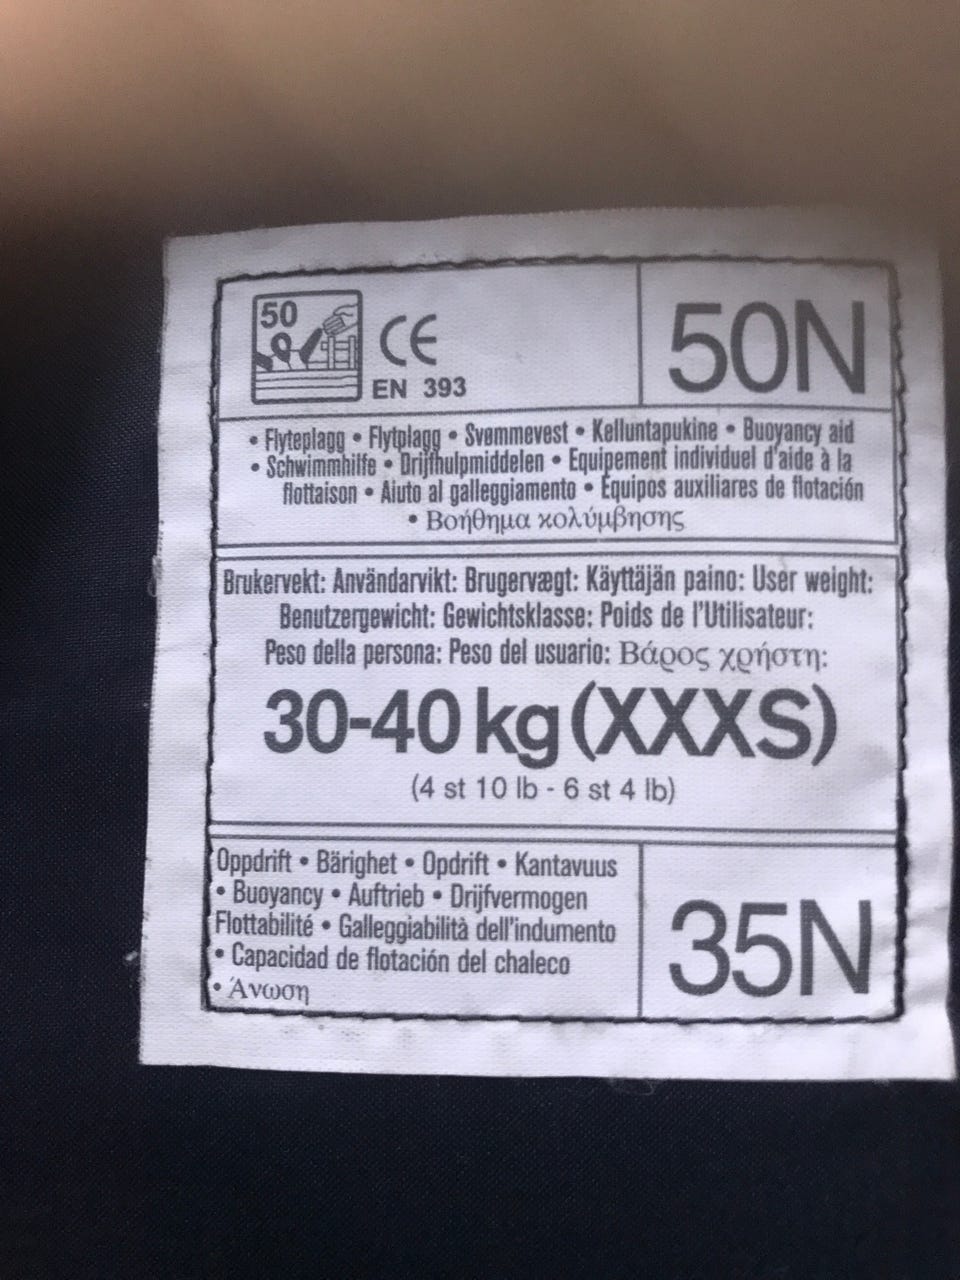 50
CE
EN 393
50N
• Flyteplagg • Flytplagg • Svømmevest • Kelluntapukine • Buoyancy aid
• Schwimmhilfe • Drijfhulpmiddelen • Equipement individuel d'aide à la
flottaison • Aiuto al galleggiamento • Equipos auxiliares de flotación
• Βοήθημα κολύμβησης
Brukervekt: Användarvikt: Brugervægt: Käyttäjän paino: User weight:
Benutzergewicht: Gewichtsklasse: Poids de l'Utilisateur:
Peso della persona: Peso del usuario: Βάρος χρήστη:
30-40 kg (XXXS)
(4 st 10 lb - 6 st 4 lb)
Oppdrift • Bärighet • Opdrift • Kantavuus
• Buoyancy • Auftrieb • Drijfvermogen
Flottabilité • Galleggiabilità dell'indumento
• Capacidad de flotación del chaleco
• Άνωση
35N